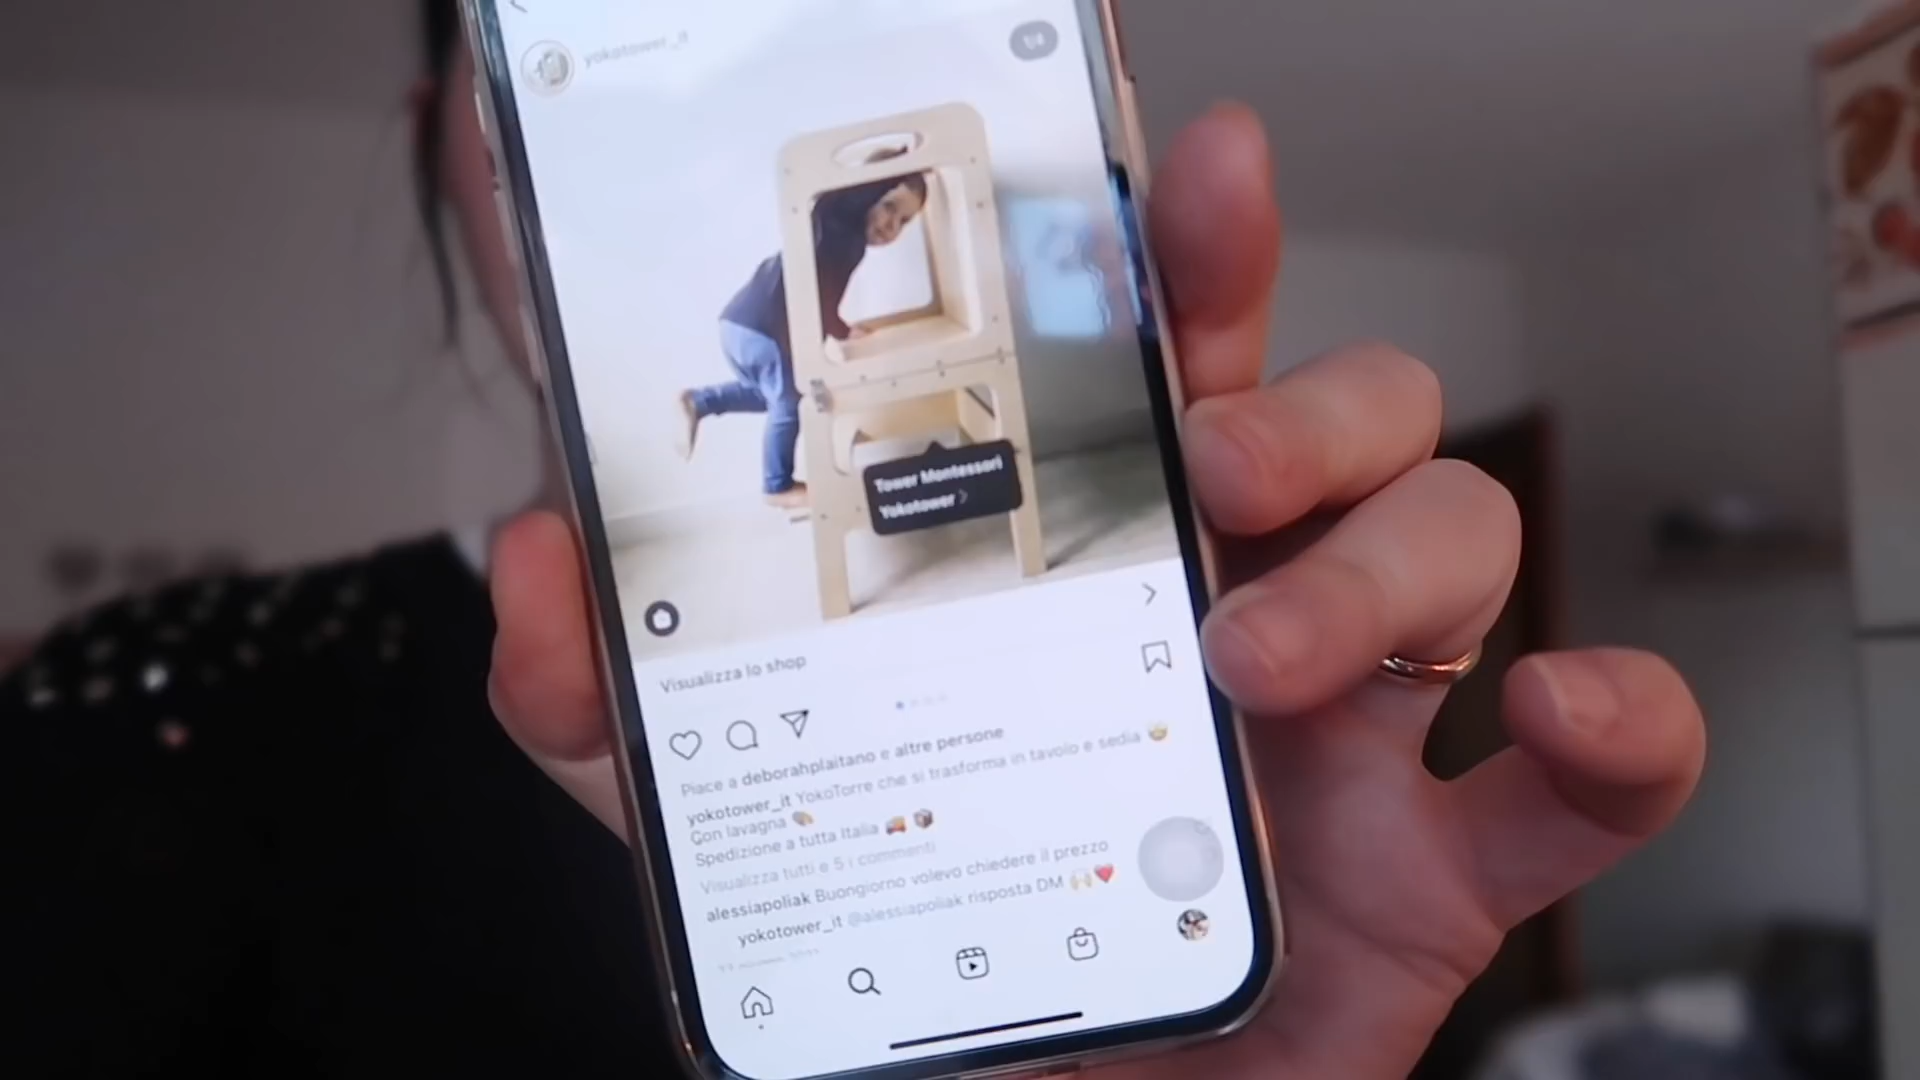 yokotower_it
1/4
Tower Montessori
Yokotower >
Visualizza lo shop
Piace a deborahplaitano e altre persone
yokotower_it YokoTorre che si trasforma in tavolo e sedia 🤩
Con lavagna 🎨
Spedizione a tutta Italia 🚚 📦
Visualizza tutti e 5 i commenti
alessiapoliak Buongiorno volevo chiedere il prezzo
yokotower_it @alessiapoliak risposta DM 🙌❤️